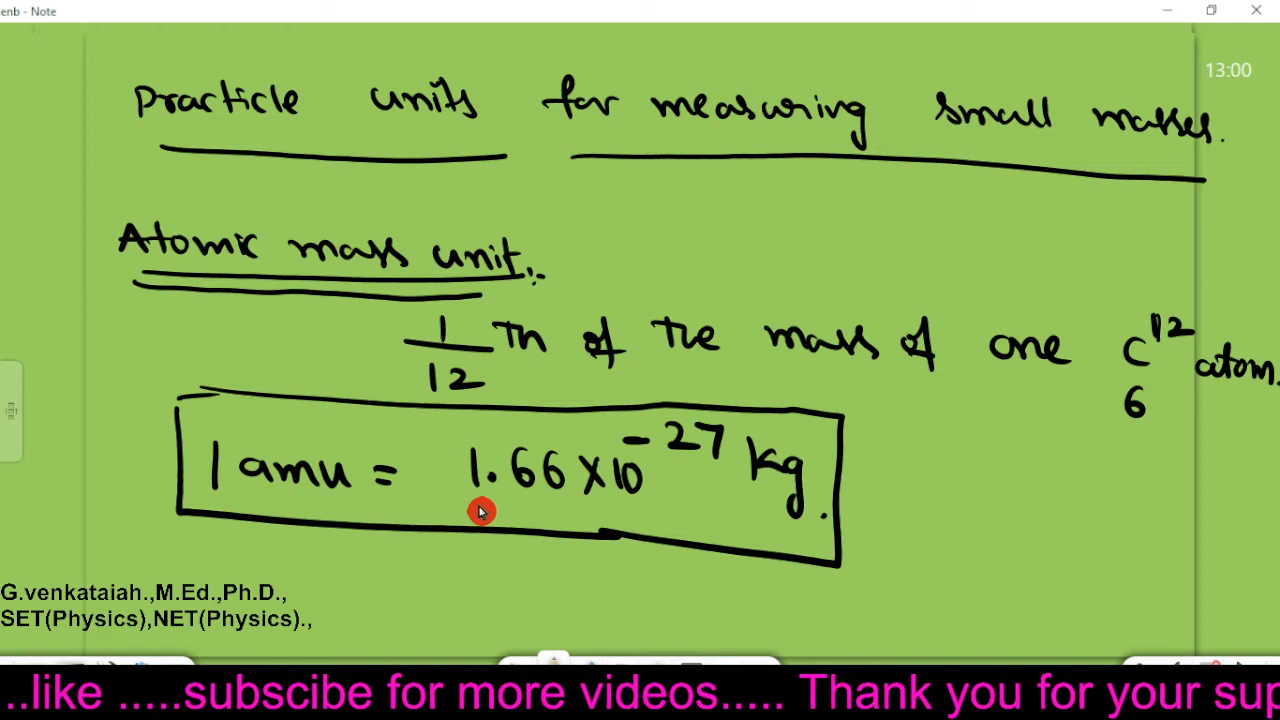 enb - Note
13:00
Practicle units for measuring small masses.
Atomic mass unit:-
1/12 Th of the mass of one C 12 6 atom.
1 amu = 1.66 X 10^-27 kg.
G.venkataiah.,M.Ed.,Ph.D.,
SET(Physics),NET(Physics).,
..like .....subscibe for more videos..... Thank you for your sup